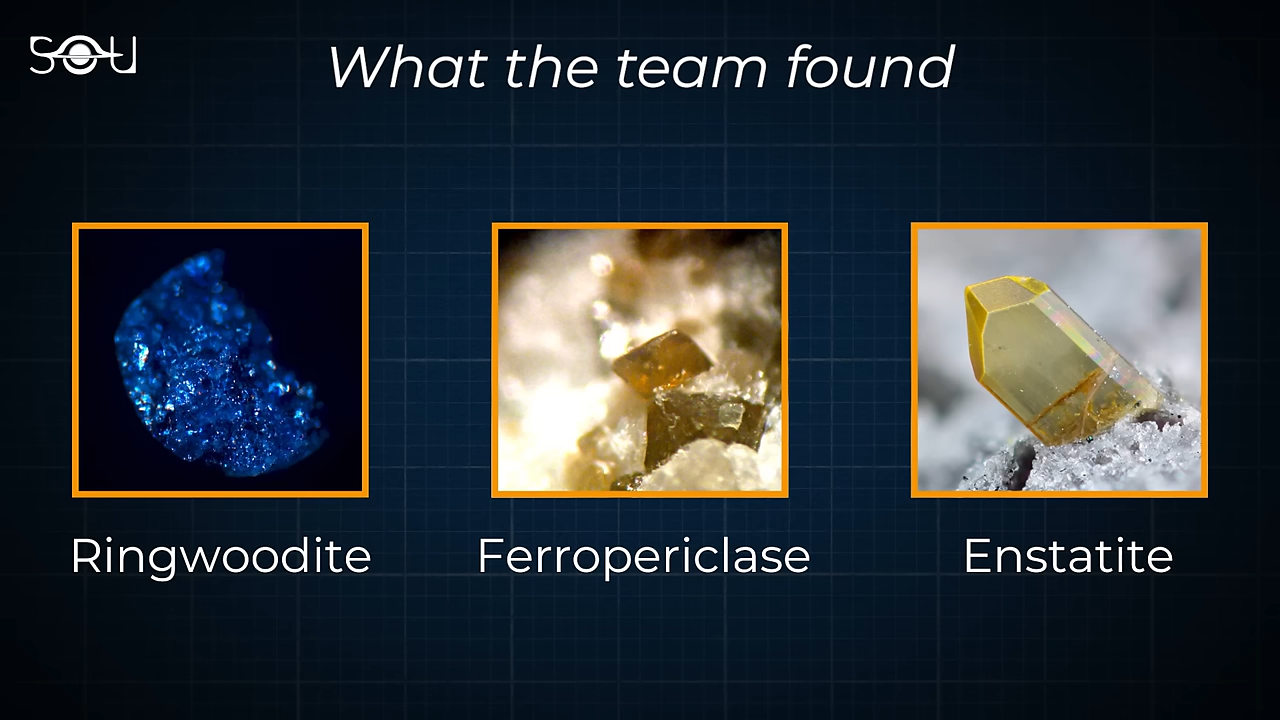 SOU
What the team found
Ringwoodite
Ferropericlase
Enstatite